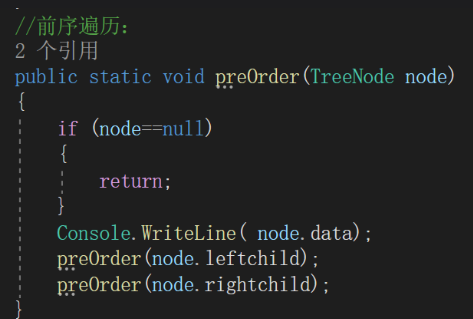 //前序遍历:
2 个引用
public static void preOrder(TreeNode node)
{
if (node==null)
{
return;
}
Console.WriteLine( node.data);
preOrder(node.leftchild);
preOrder(node.rightchild);
}